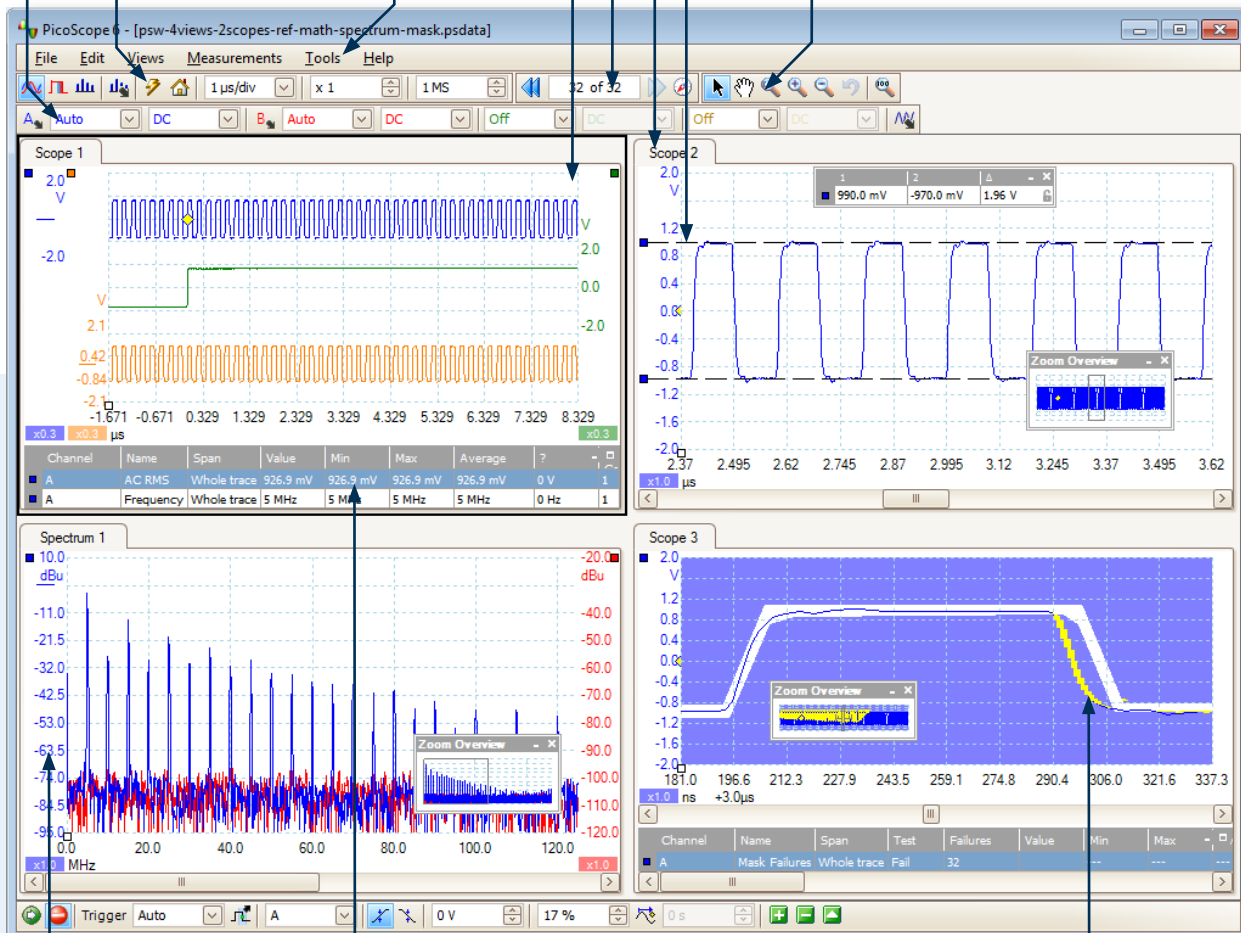 PicoScope 6 - [psw-4views-2scopes-ref-math-spectrum-mask.psdata]
File Edit Views Measurements Tools Help
1 µs/div x 1 1 MS 32 of 32
A Auto DC B Auto DC Off DC Off DC
Scope 1
2.0
V
-2.0
V
2.1
0.42
-0.84
-2.1
V
2.0
0.0
-2.0
-1.671 -0.671 0.329 1.329 2.329 3.329 4.329 5.329 6.329 7.329 8.329
x0.3 x0.3 µs x0.3
Channel Name Span Value Min Max Average ?
A AC RMS Whole trace 926.9 mV 926.9 mV 926.9 mV 926.9 mV 0 V 1
A Frequency Whole trace 5 MHz 5 MHz 5 MHz 5 MHz 0 Hz 1
Scope 2
2.0
V
1.2
0.8
0.4
0.0
-0.4
-0.8
-1.2
-1.6
-2.0
1 2 Δ
990.0 mV -970.0 mV 1.96 V
Zoom Overview
2.37 2.495 2.62 2.745 2.87 2.995 3.12 3.245 3.37 3.495 3.62
x1.0 µs
Spectrum 1
10.0
dBu
-11.0
-21.5
-32.0
-42.5
-53.0
-62.5
-74.0
-84.5
-95.0
-20.0
dBu
-40.0
-50.0
-60.0
-70.0
-80.0
-90.0
-100.0
-110.0
-120.0
Zoom Overview
0.0 20.0 40.0 60.0 80.0 100.0 120.0
x1.0 MHz x1.0
Scope 3
2.0
V
1.2
0.8
0.4
0.0
-0.4
-0.8
-1.2
-1.6
-2.0
Zoom Overview
181.0 196.6 212.3 227.9 243.5 259.1 274.8 290.4 306.0 321.6 337.3
x1.0 ns +3.0µs
Channel Name Span Test Failures Value Min Max
A Mask Failures Whole trace Fail 32 --- --- ---
Trigger Auto A 0 V 17 % 0 s